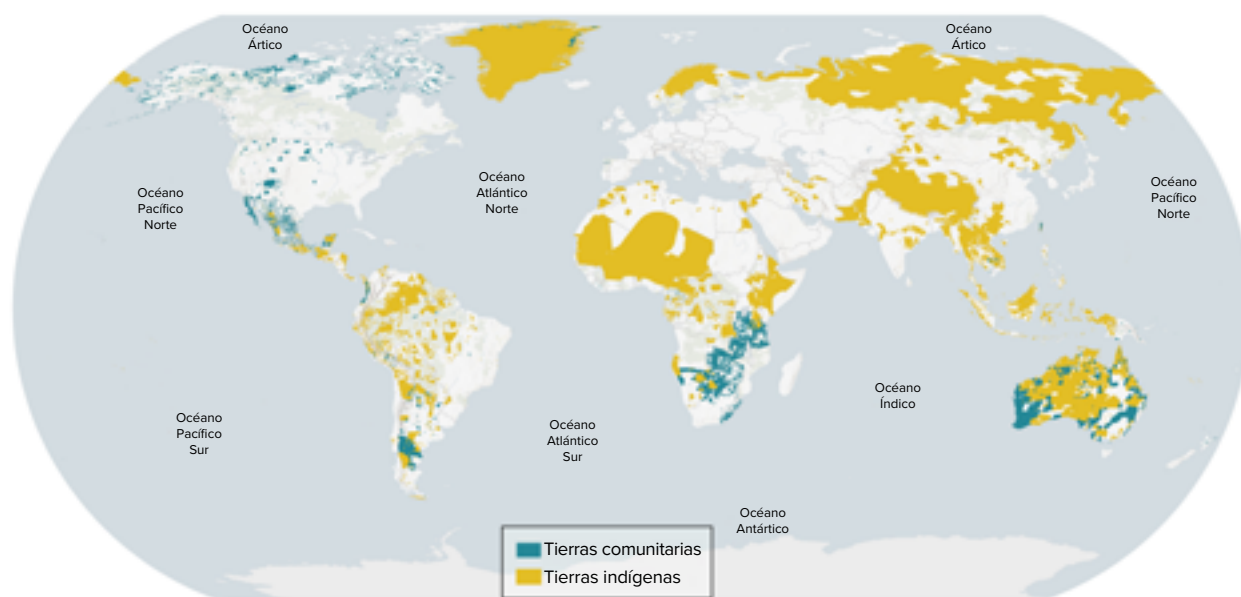 Océano
Ártico
Océano
Ártico
Océano
Pacífico
Norte
Océano
Atlántico
Norte
Océano
Pacífico
Norte
Océano
Pacífico
Sur
Océano
Atlántico
Sur
Océano
Índico
Océano
Antártico
Tierras comunitarias
Tierras indígenas